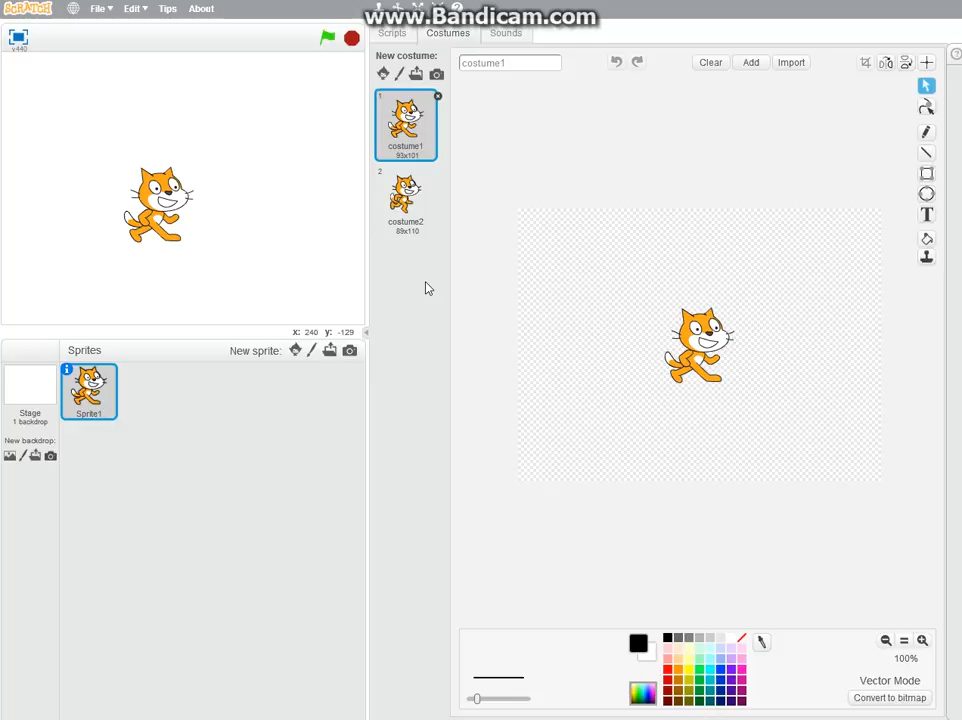 SCRATCH
File
Edit
Tips
About
www.Bandicam.com
v440
Scripts
Costumes
Sounds
New costume:
costume1
Clear
Add
Import
1
costume1
93x101
2
costume2
89x110
x: 240 y: -129
Sprites
New sprite:
Sprite1
Stage
1 backdrop
New backdrop:
T
100%
Vector Mode
Convert to bitmap